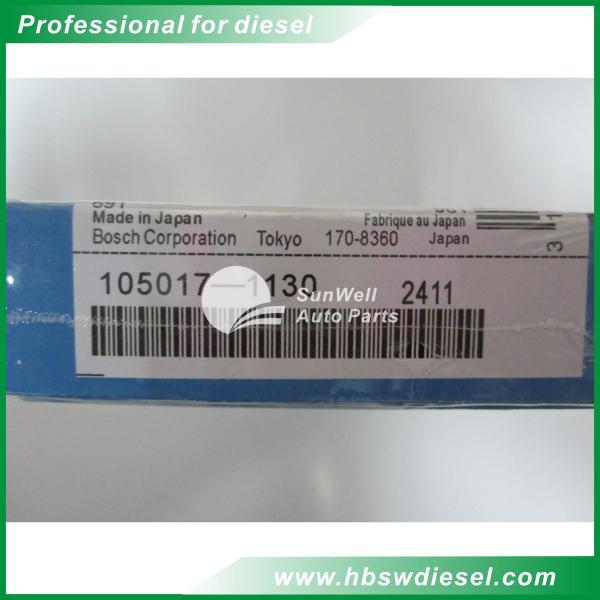 Professional for diesel
Made in Japan Fabriqué au Japan
Bosch Corporation Tokyo 170-8360 Japan
105017-1130 2411
SunWell
Auto Parts
www.hbswdiesel.com